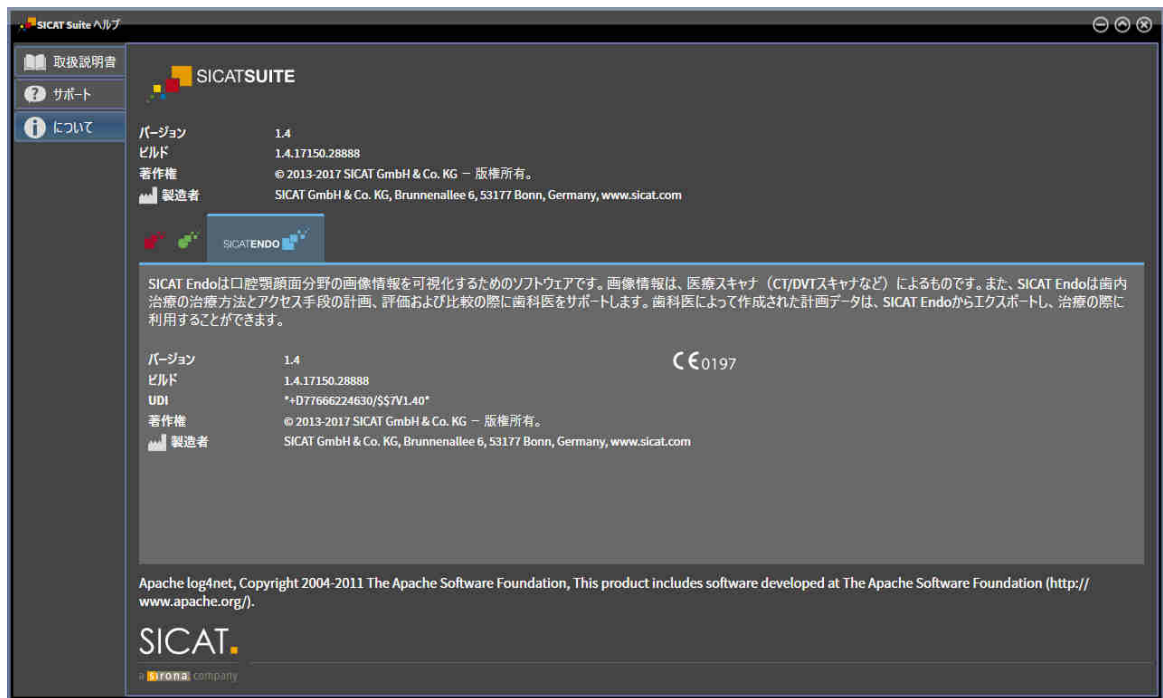 SICAT Suite ヘルプ
取扱説明書
サポート
について
SICATSUITE
バージョン 1.4
ビルド 1.4.17150.28888
著作権 © 2013-2017 SICAT GmbH & Co. KG – 版権所有。
製造者 SICAT GmbH & Co. KG, Brunnenallee 6, 53177 Bonn, Germany, www.sicat.com
SICATENDO
SICAT Endoは口腔顎顔面分野の画像情報を可視化するためのソフトウェアです。画像情報は、医療スキャナ（CT/DVTスキャナなど）によるものです。また、SICAT Endoは歯内
治療の治療方法とアクセス手段の計画、評価および比較の際に歯科医をサポートします。歯科医によって作成された計画データは、SICAT Endoからエクスポートし、治療の際に
利用することができます。
バージョン 1.4 CE0197
ビルド 1.4.17150.28888
UDI *+D77666224630/$$7V1.40*
著作権 © 2013-2017 SICAT GmbH & Co. KG – 版権所有。
製造者 SICAT GmbH & Co. KG, Brunnenallee 6, 53177 Bonn, Germany, www.sicat.com
Apache log4net, Copyright 2004-2011 The Apache Software Foundation, This product includes software developed at The Apache Software Foundation (http://
www.apache.org/).
SICAT.
a sirona company